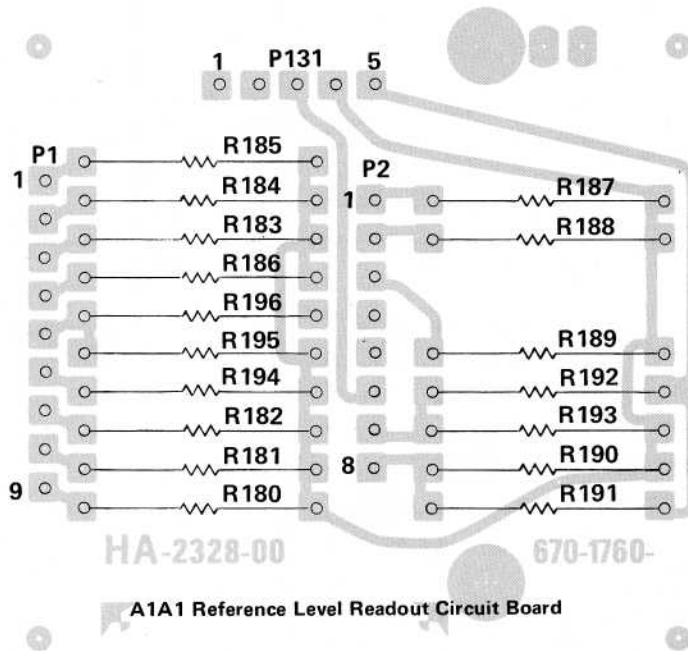 1 P131 5
P1
1
R185
R184
R183
R186
R196
R195
R194
R182
R181
R180
9
P2
1
8
R187
R188
R189
R192
R193
R190
R191
HA-2328-00
670-1760-
A1A1 Reference Level Readout Circuit Board